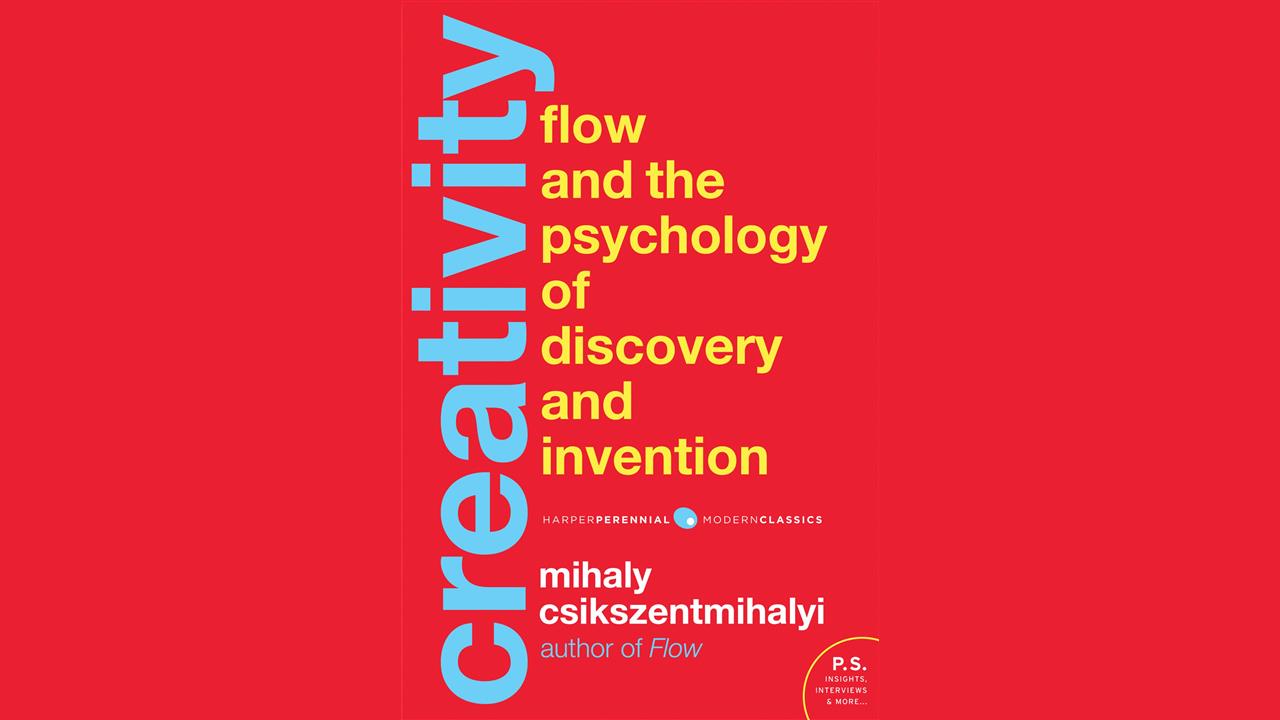 creativity
flow
and the
psychology
of
discovery
and
invention
HARPERPERENNIAL MODERNCLASSICS
mihaly
csikszentmihalyi
author of Flow
P.S.
INSIGHTS,
INTERVIEWS
& MORE...